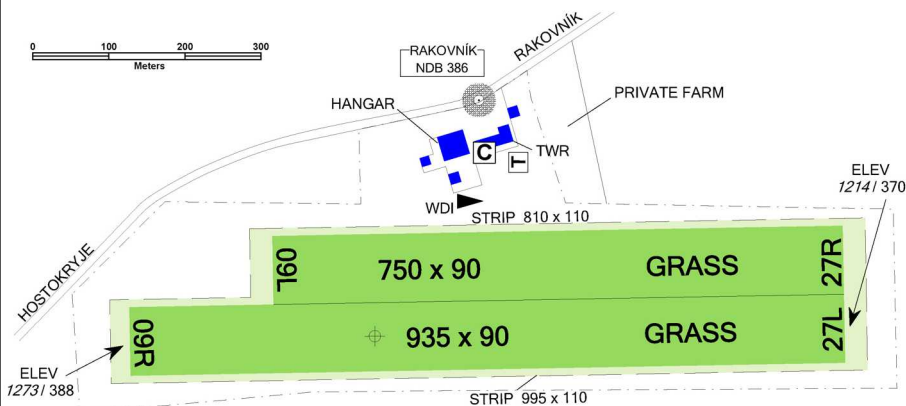 0 100 200 300
Meters
RAKOVNÍK
NDB 386
RAKOVNÍK
HANGAR
PRIVATE FARM
C
T
TWR
WDI
ELEV
1214 / 370
HOSTOKRYJE
STRIP 810 x 110
09L
750 x 90
GRASS
27R
09R
935 x 90
GRASS
27L
ELEV
1273 / 388
STRIP 995 x 110